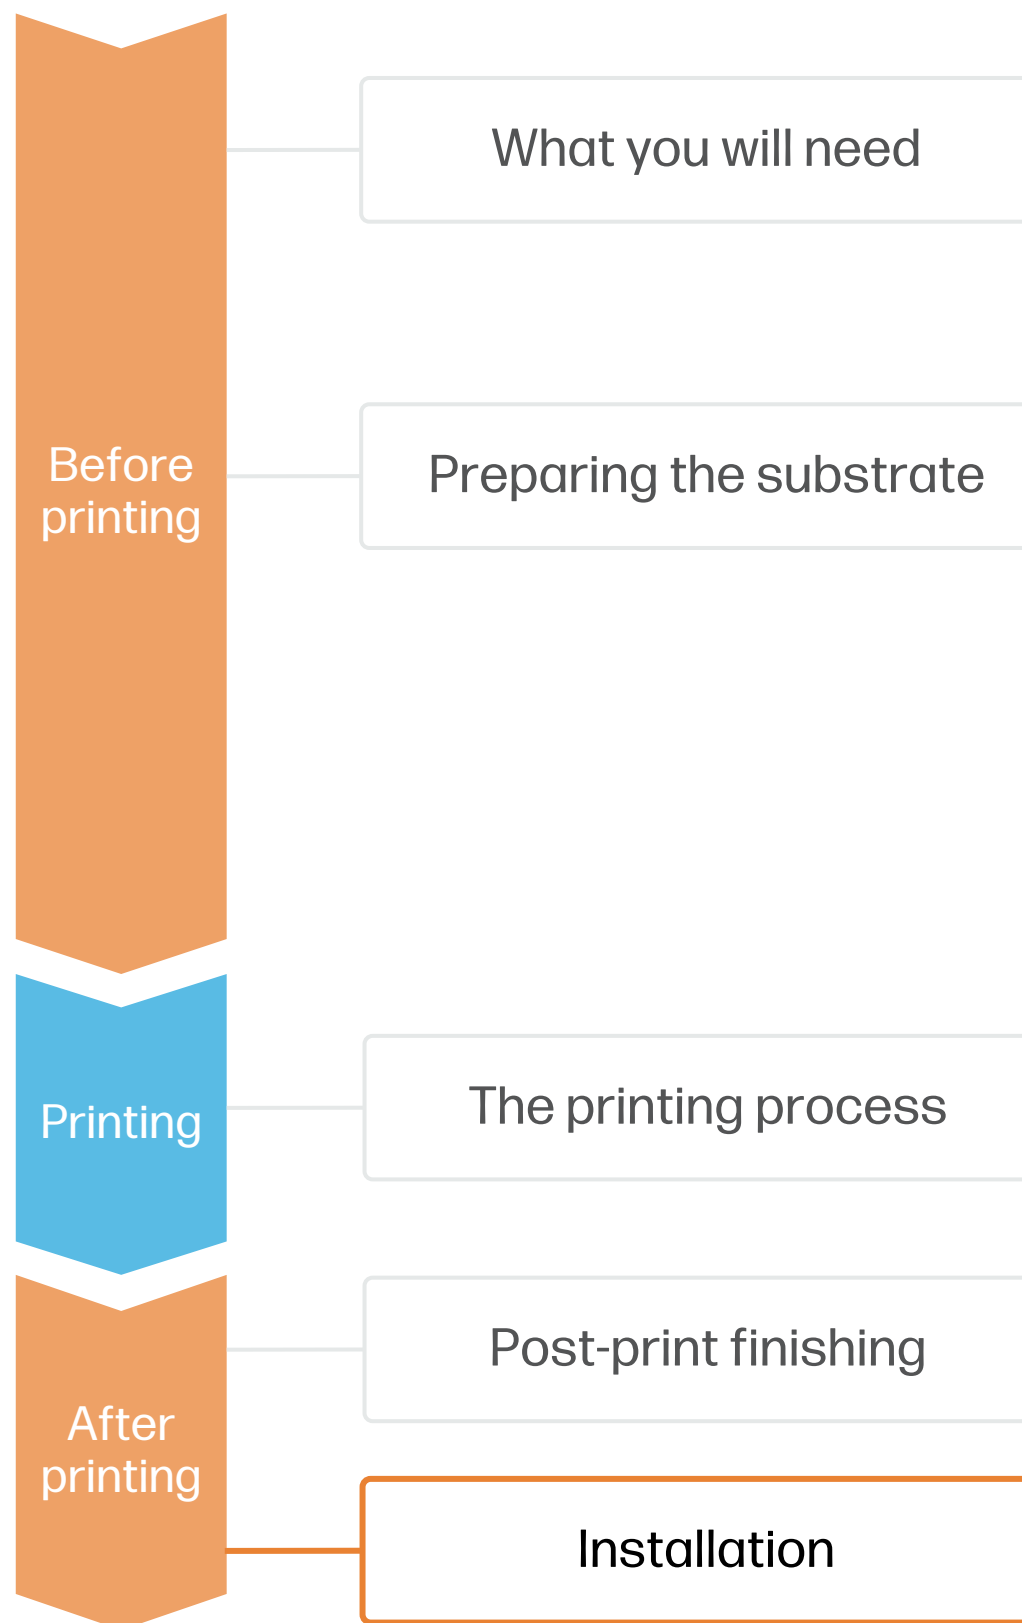 What you will need
Before
printing
Preparing the substrate
Printing
The printing process
After
printing
Post-print finishing
Installation